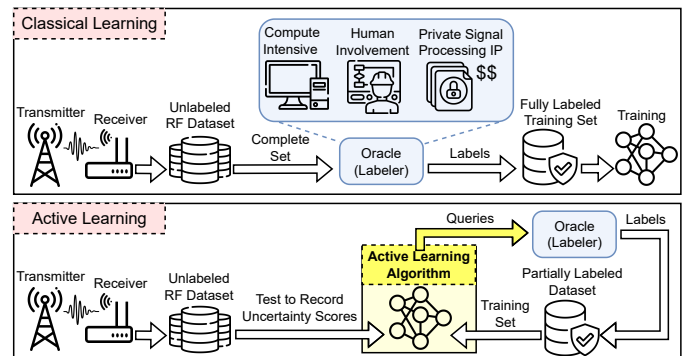 Classical Learning
Compute
Intensive
Human
Involvement
Private Signal
Processing IP
$$
Transmitter
Receiver
Unlabeled
RF Dataset
Complete
Set
Oracle
(Labeler)
Labels
Fully Labeled
Training Set
Training
Active Learning
Transmitter
Receiver
Unlabeled
RF Dataset
Test to Record
Uncertainty Scores
Active Learning
Algorithm
Queries
Oracle
(Labeler)
Labels
Training
Set
Partially Labeled
Dataset